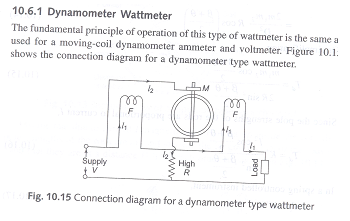 10.6.1 Dynamometer Wattmeter
The fundamental principle of operation of this type of wattmeter is the same a
used for a moving-coil dynamometer ammeter and voltmeter. Figure 10.1
shows the connection diagram for a dynamometer type wattmeter.
I2
M
F
F
I1
I1
I2
I1
Supply
V
High
R
Load
Fig. 10.15 Connection diagram for a dynamometer type wattmeter